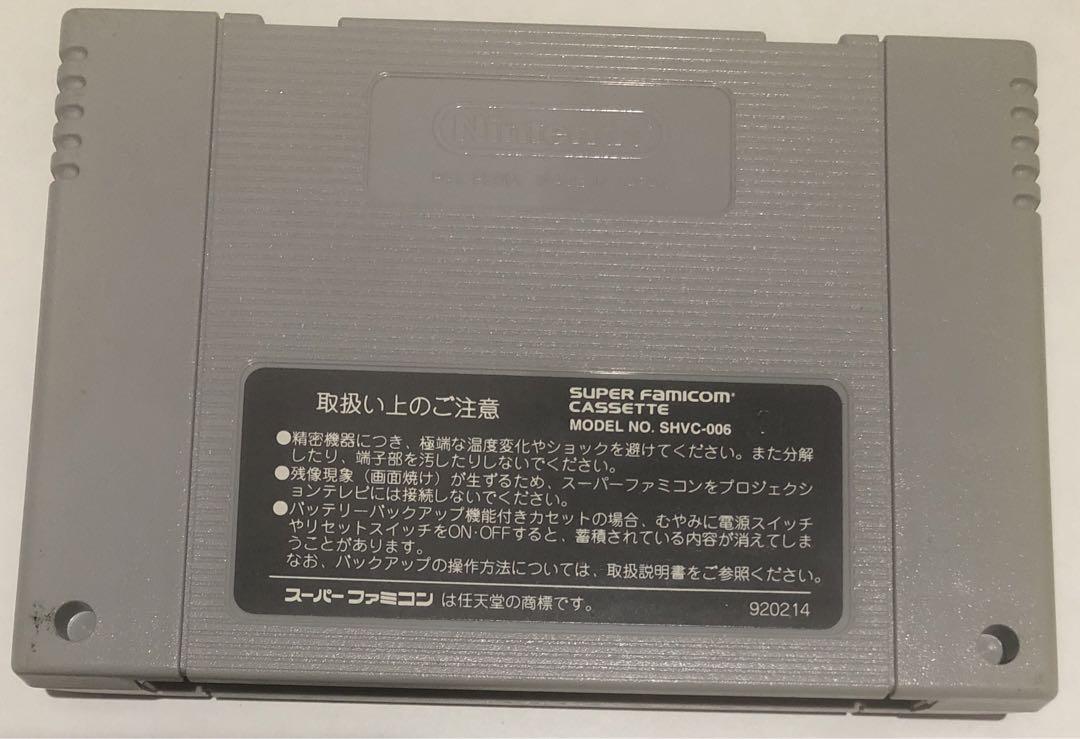 Nintendo
取扱い上のご注意
SUPER FAMICOM
CASSETTE
MODEL NO. SHVC-006
●精密機器につき、極端な温度変化やショックを避けてください。また分解
したり、端子部を汚したりしないでください。
●残像現象（画面焼け）が生ずるため、スーパーファミコンをプロジェクシ
ョンテレビには接続しないでください。
●バッテリーバックアップ機能付きカセットの場合、むやみに電源スイッチ
やリセットスイッチをON·OFFすると、蓄積されている内容が消えてしま
うことがあります。
なお、バックアップの操作方法については、取扱説明書をご参照ください。
スーパーファミコンは任天堂の商標です。
920214